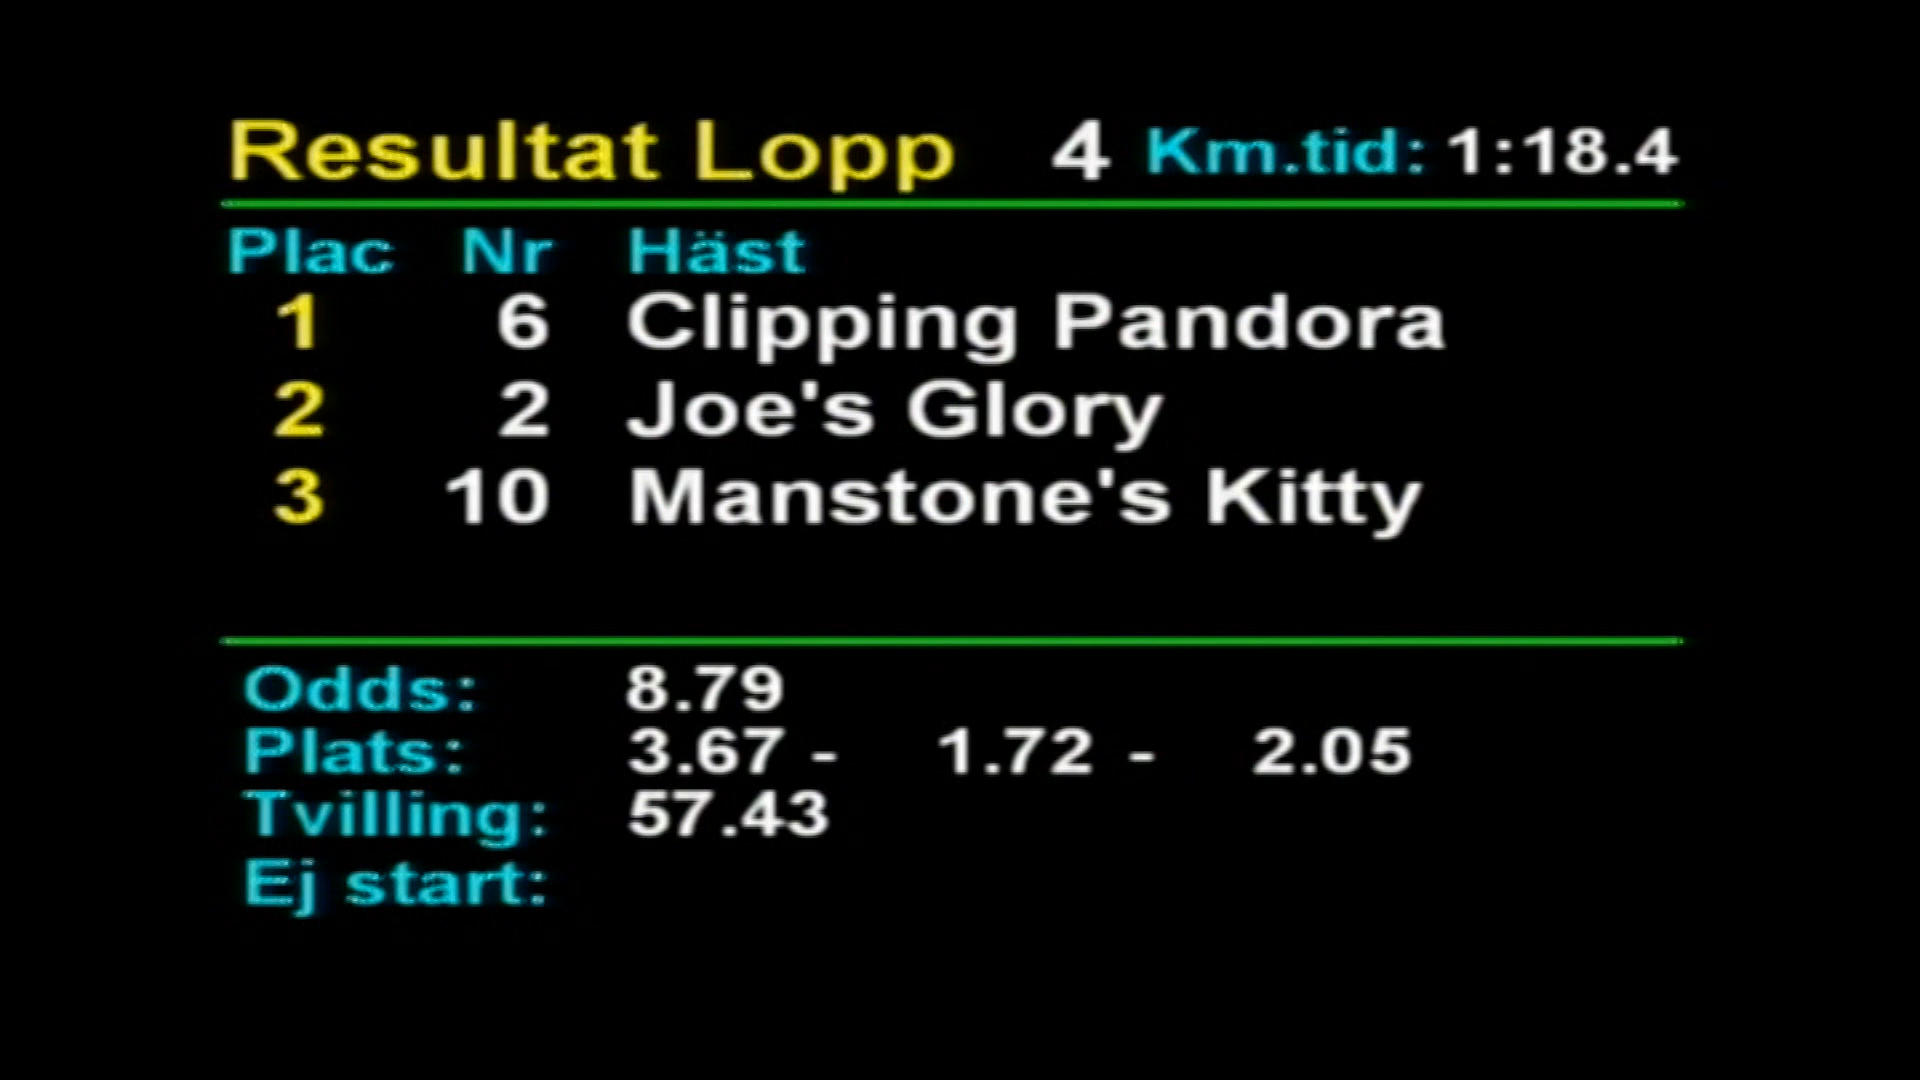 Resultat Lopp 4 Km.tid: 1:18.4
Plac Nr Häst
1 6 Clipping Pandora
2 2 Joe's Glory
3 10 Manstone's Kitty
Odds: 8.79
Plats: 3.67 - 1.72 - 2.05
Tvilling: 57.43
Ej start: